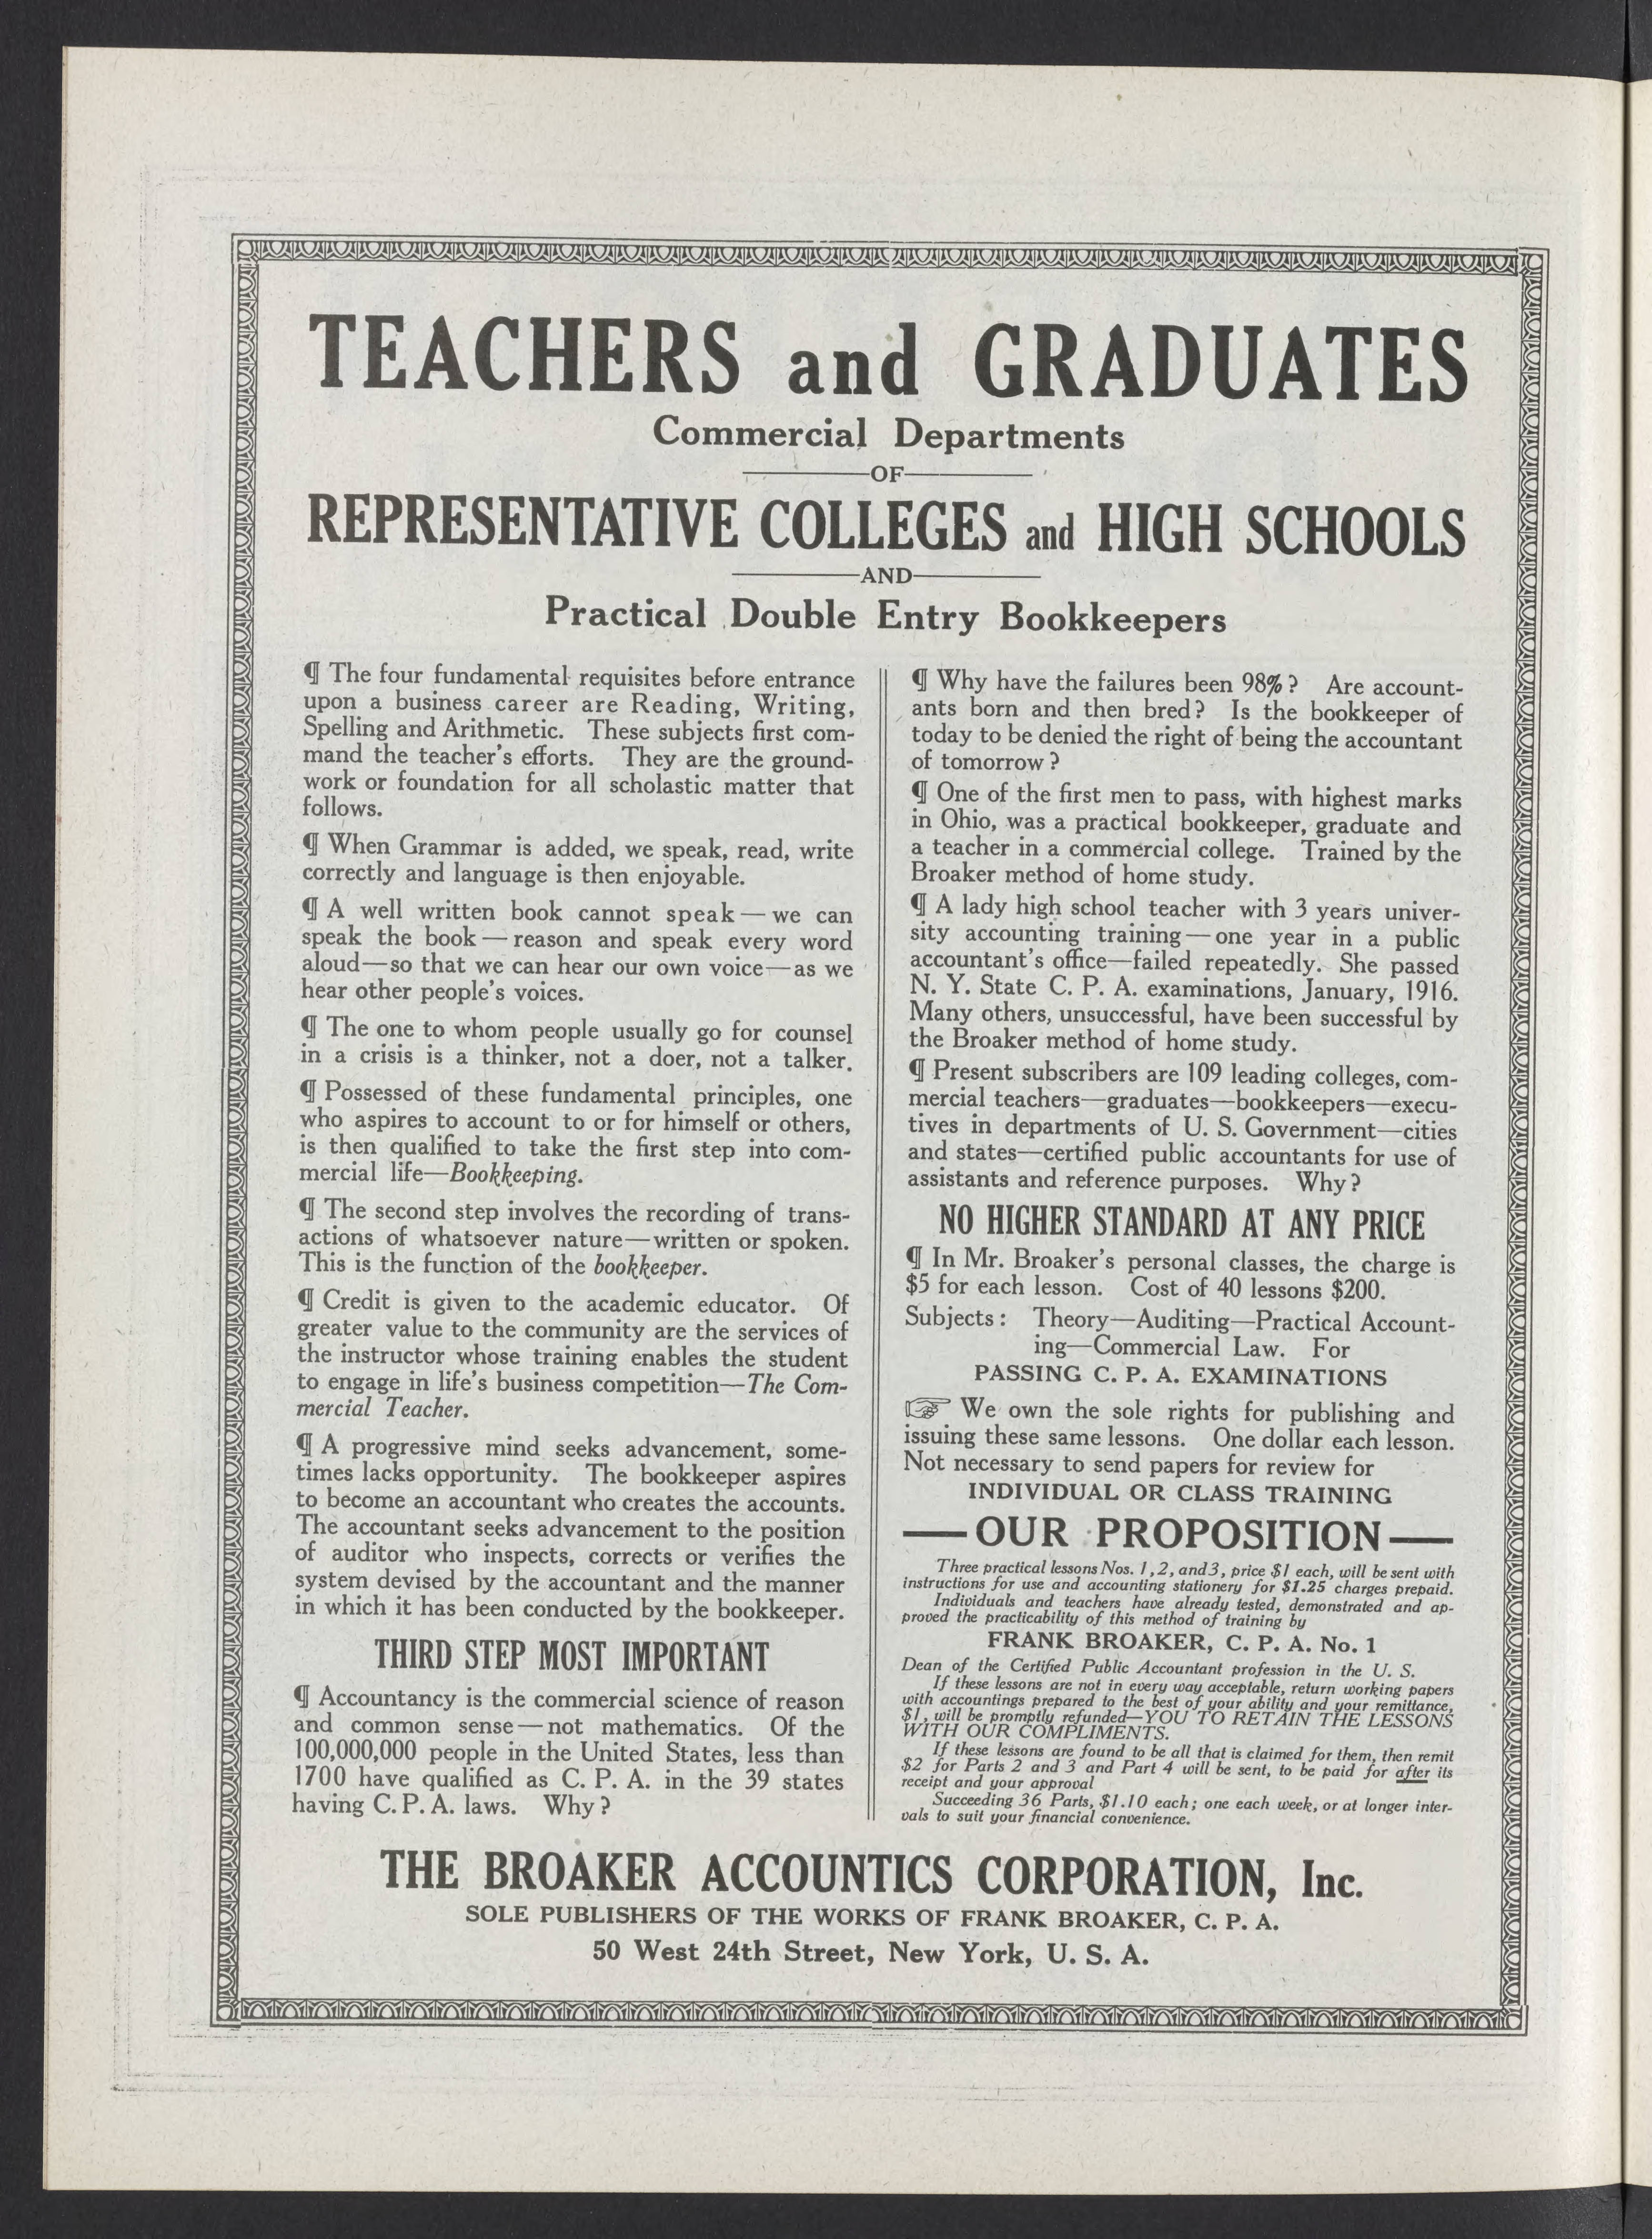 TEACHERS and GRADUATES
Commercial Departments
OF
REPRESENTATIVE COLLEGES and HIGH SCHOOLS
AND
Practical Double Entry Bookkeepers
¶ The four fundamental requisites before entrance
upon a business career are Reading, Writing,
Spelling and Arithmetic. These subjects first com-
mand the teacher's efforts. They are the ground-
work or foundation for all scholastic matter that
follows.
¶ When Grammar is added, we speak, read, write
correctly and language is then enjoyable.
¶ A well written book cannot speak—we can
speak the book—reason and speak every word
aloud—so that we can hear our own voice—as we
hear other people's voices.
¶ The one to whom people usually go for counsel
in a crisis is a thinker, not a doer, not a talker.
¶ Possessed of these fundamental principles, one
who aspires to account to or for himself or others,
is then qualified to take the first step into com-
mercial life—Bookkeeping.
¶ The second step involves the recording of trans-
actions of whatsoever nature—written or spoken.
This is the function of the bookkeeper.
¶ Credit is given to the academic educator. Of
greater value to the community are the services of
the instructor whose training enables the student
to engage in life's business competition—The Com-
mercial Teacher.
¶ A progressive mind seeks advancement, some-
times lacks opportunity. The bookkeeper aspires
to become an accountant who creates the accounts.
The accountant seeks advancement to the position
of auditor who inspects, corrects or verifies the
system devised by the accountant and the manner
in which it has been conducted by the bookkeeper.
THIRD STEP MOST IMPORTANT
¶ Accountancy is the commercial science of reason
and common sense—not mathematics. Of the
100,000,000 people in the United States, less than
1700 have qualified as C. P. A. in the 39 states
having C. P. A. laws. Why?
¶ Why have the failures been 98%? Are account-
ants born and then bred? Is the bookkeeper of
today to be denied the right of being the accountant
of tomorrow?
¶ One of the first men to pass, with highest marks
in Ohio, was a practical bookkeeper, graduate and
a teacher in a commercial college. Trained by the
Broaker method of home study.
¶ A lady high school teacher with 3 years univer-
sity accounting training—one year in a public
accountant's office—failed repeatedly. She passed
N. Y. State C. P. A. examinations, January, 1916.
Many others, unsuccessful, have been successful by
the Broaker method of home study.
¶ Present subscribers are 109 leading colleges, com-
mercial teachers—graduates—bookkeepers—execu-
tives in departments of U. S. Government—cities
and states—certified public accountants for use of
assistants and reference purposes. Why?
NO HIGHER STANDARD AT ANY PRICE
¶ In Mr. Broaker's personal classes, the charge is
$5 for each lesson. Cost of 40 lessons $200.
Subjects: Theory—Auditing—Practical Account-
ing—Commercial Law. For
PASSING C. P. A. EXAMINATIONS
☞ We own the sole rights for publishing and
issuing these same lessons. One dollar each lesson.
Not necessary to send papers for review for
INDIVIDUAL OR CLASS TRAINING
—OUR PROPOSITION—
Three practical lessons Nos. 1, 2, and 3, price $1 each, will be sent with
instructions for use and accounting stationery for $1.25 charges prepaid.
Individuals and teachers have already tested, demonstrated and ap-
proved the practicability of this method of training by
FRANK BROAKER, C. P. A. No. 1
Dean of the Certified Public Accountant profession in the U. S.
If these lessons are not in every way acceptable, return working papers
with accountings prepared to the best of your ability and your remittance,
$1, will be promptly refunded—YOU TO RETAIN THE LESSONS
WITH OUR COMPLIMENTS.
If these lessons are found to be all that is claimed for them, then remit
$2 for Parts 2 and 3 and Part 4 will be sent, to be paid for after its
receipt and your approval
Succeeding 36 Parts, $1.10 each; one each week, or at longer inter-
vals to suit your financial convenience.
THE BROAKER ACCOUNTICS CORPORATION, Inc.
SOLE PUBLISHERS OF THE WORKS OF FRANK BROAKER, C. P. A.
50 West 24th Street, New York, U. S. A.